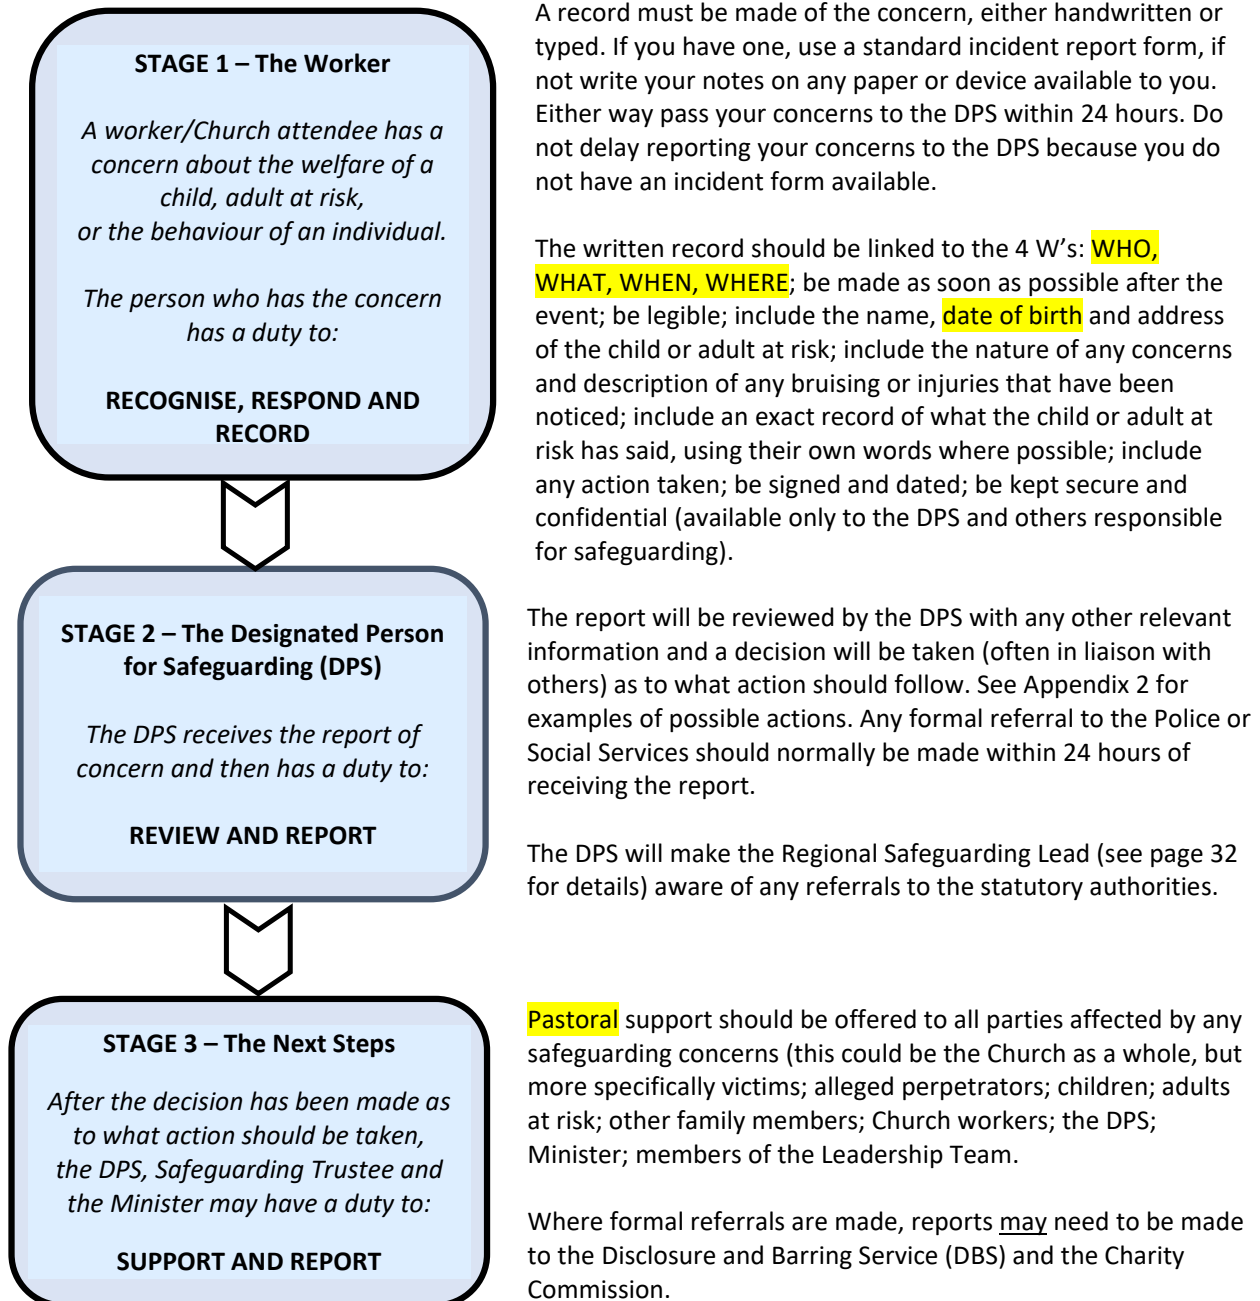 STAGE 1 – The Worker
A worker/Church attendee has a
concern about the welfare of a
child, adult at risk,
or the behaviour of an individual.
The person who has the concern
has a duty to:
RECOGNISE, RESPOND AND
RECORD
A record must be made of the concern, either handwritten or
typed. If you have one, use a standard incident report form, if
not write your notes on any paper or device available to you.
Either way pass your concerns to the DPS within 24 hours. Do
not delay reporting your concerns to the DPS because you do
not have an incident form available.
The written record should be linked to the 4 W's: WHO,
WHAT, WHEN, WHERE; be made as soon as possible after the
event; be legible; include the name, date of birth and address
of the child or adult at risk; include the nature of any concerns
and description of any bruising or injuries that have been
noticed; include an exact record of what the child or adult at
risk has said, using their own words where possible; include
any action taken; be signed and dated; be kept secure and
confidential (available only to the DPS and others responsible
for safeguarding).
STAGE 2 – The Designated Person
for Safeguarding (DPS)
The DPS receives the report of
concern and then has a duty to:
REVIEW AND REPORT
The report will be reviewed by the DPS with any other relevant
information and a decision will be taken (often in liaison with
others) as to what action should follow. See Appendix 2 for
examples of possible actions. Any formal referral to the Police or
Social Services should normally be made within 24 hours of
receiving the report.
The DPS will make the Regional Safeguarding Lead (see page 32
for details) aware of any referrals to the statutory authorities.
STAGE 3 – The Next Steps
After the decision has been made as
to what action should be taken,
the DPS, Safeguarding Trustee and
the Minister may have a duty to:
SUPPORT AND REPORT
Pastoral support should be offered to all parties affected by any
safeguarding concerns (this could be the Church as a whole, but
more specifically victims; alleged perpetrators; children; adults
at risk; other family members; Church workers; the DPS;
Minister; members of the Leadership Team.
Where formal referrals are made, reports may need to be made
to the Disclosure and Barring Service (DBS) and the Charity
Commission.